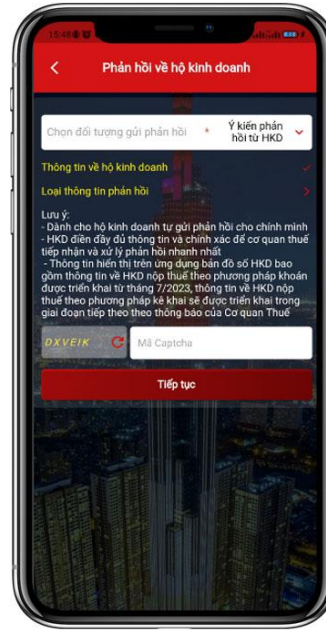 15:48
Phản hồi về hộ kinh doanh
Chọn đối tượng gửi phản hồi * Ý kiến phản
hồi từ HKD
Thông tin về hộ kinh doanh
Loại thông tin phản hồi
Lưu ý:
- Dành cho hộ kinh doanh tự gửi phản hồi cho chính mình
- HKD điền đầy đủ thông tin và chính xác để cơ quan thuế
tiếp nhận và xử lý phản hồi nhanh nhất
- Thông tin hiển thị trên ứng dụng bản đồ số HKD bao
gồm thông tin về HKD nộp thuế theo phương pháp khoán
được triển khai từ tháng 7/2023, thông tin về HKD nộp
thuế theo phương pháp kê khai sẽ được triển khai trong
giai đoạn tiếp theo theo thông báo của Cơ quan Thuế
DXVEIK Mã Captcha
Tiếp tục